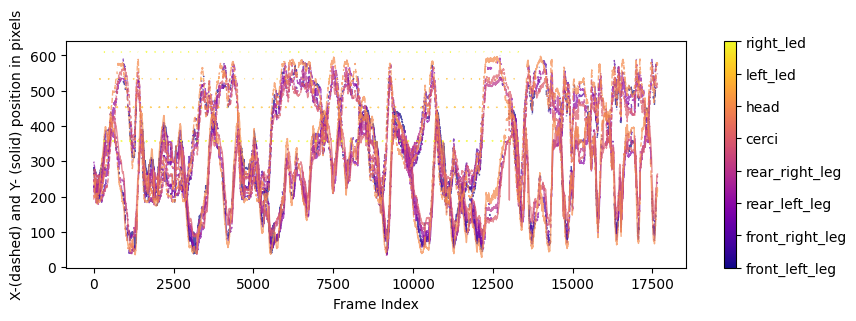 X-(dashed) and Y- (solid) position in pixels
600
500
400
300
200
100
0
0
2500
5000
7500
10000
12500
15000
17500
Frame Index
right_led
left_led
head
cerci
rear_right_leg
rear_left_leg
front_right_leg
front_left_leg